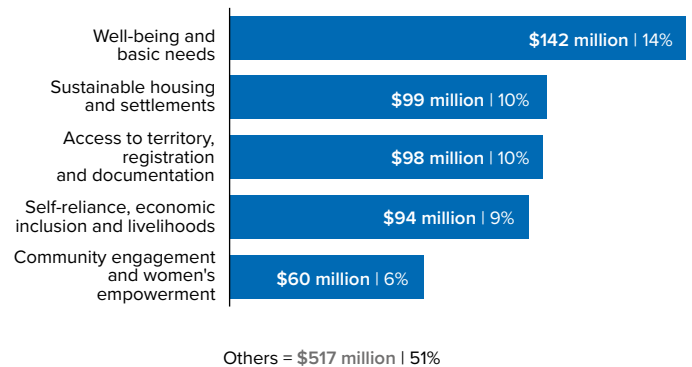 Well-being and
basic needs
$142 million | 14%
Sustainable housing
and settlements
$99 million | 10%
Access to territory,
registration
and documentation
$98 million | 10%
Self-reliance, economic
inclusion and livelihoods
$94 million | 9%
Community engagement
and women's
empowerment
$60 million | 6%
Others = $517 million | 51%